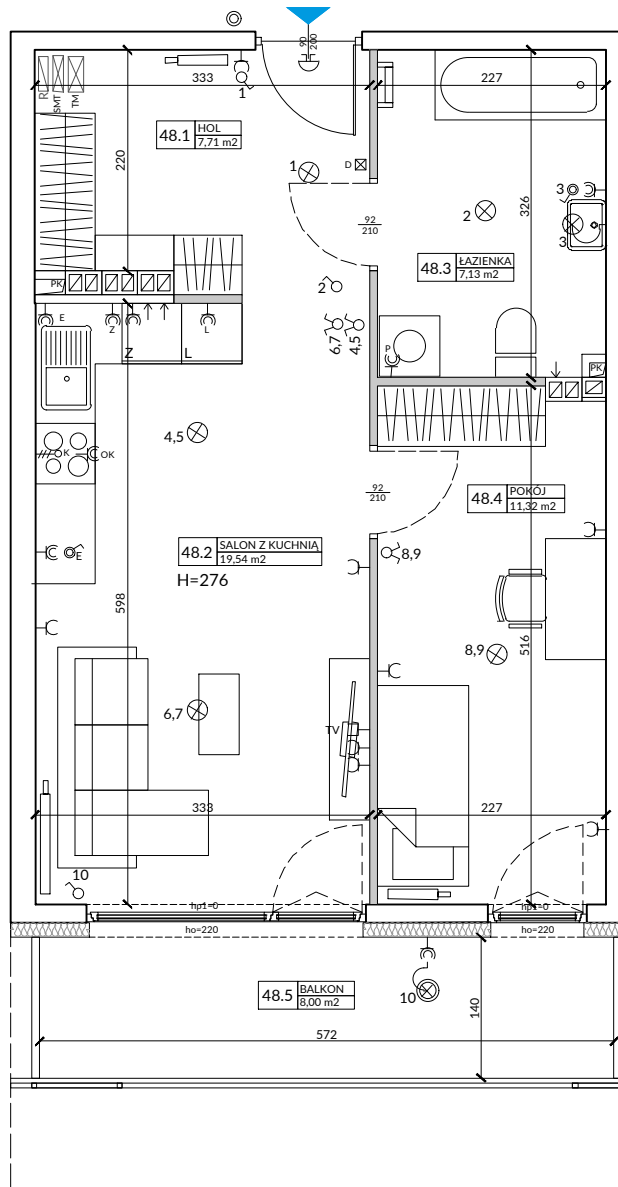 90
200
333
227
R
SMT
TM
1
48.1
HOL
7,71 m2
220
1
D
326
3
2
92
210
3
48.3
ŁAZIENKA
7,13 m2
PK
2
E
Z
L
6,7
4,5
P
Z
L
PK
4,5
K
OK
92
210
48.4
POKÓJ
11,32 m2
48.2
SALON Z KUCHNIĄ
19,54 m2
H=276
E
8,9
598
516
8,9
6,7
TV
333
227
10
hp1=0
hp1=0
ho=220
ho=220
48.5
BALKON
8,00 m2
10
140
572